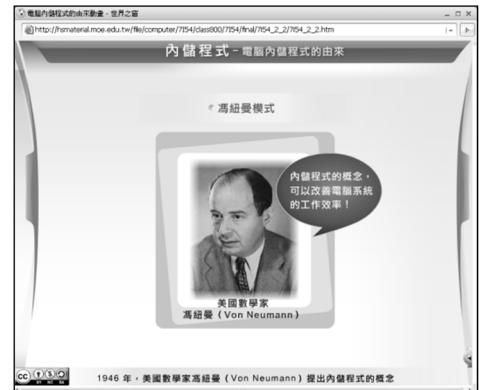 電腦內儲程式的由來動畫 - 世界之窗
http://hsmaterial.moe.edu.tw/file/computer/7154/class800/7154/final/7154_2_2/7154_2_2.htm
內儲程式 - 電腦內儲程式的由來
馮紐曼模式
內儲程式的概念，
可以改善電腦系統
的工作效率！
美國數學家
馮紐曼（Von Neumann）
cc BY NC SA
1946 年，美國數學家馮紐曼（Von Neumann）提出內儲程式的概念